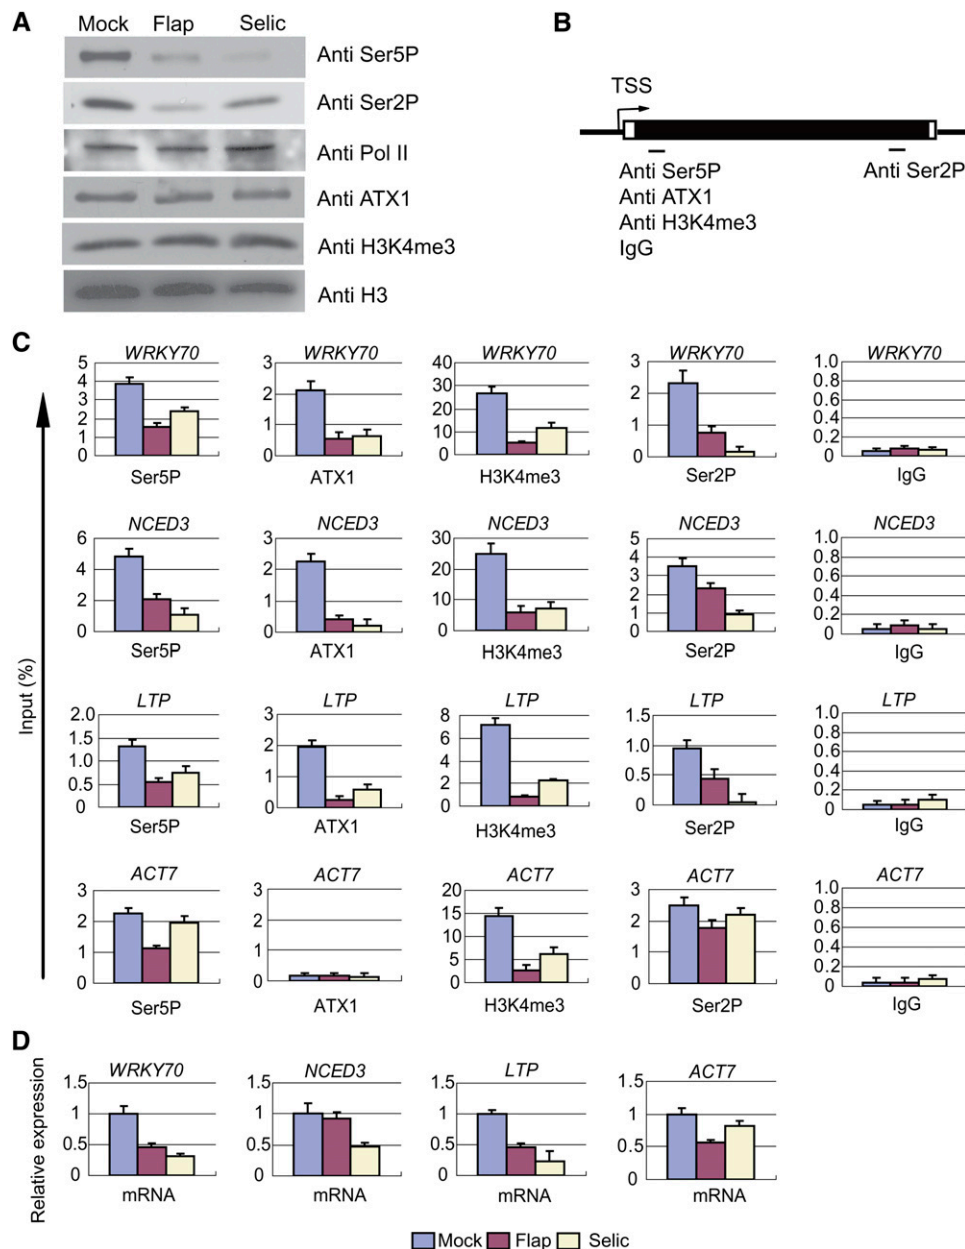 A
Mock Flap Selic
Anti Ser5P
Anti Ser2P
Anti Pol II
Anti ATX1
Anti H3K4me3
Anti H3
B
TSS
Anti Ser5P Anti Ser2P
Anti ATX1
Anti H3K4me3
IgG
C
Input (%)
WRKY70 WRKY70 WRKY70 WRKY70 WRKY70
5 4 3 2 1 0
3 2 1 0
40 30 20 10 0
3 2 1 0
1.0 0.8 0.6 0.4 0.2 0
Ser5P ATX1 H3K4me3 Ser2P IgG
NCED3 NCED3 NCED3 NCED3 NCED3
6 5 4 3 2 1 0
3 2 1 0
30 20 10 0
5 4 3 2 1 0
1.0 0.8 0.6 0.4 0.2 0
Ser5P ATX1 H3K4me3 Ser2P IgG
LTP LTP LTP LTP LTP
2.0 1.5 1.0 0.5 0
3 2 1 0
8 6 4 2 0
1.5 1.0 0.5 0
1.0 0.8 0.6 0.4 0.2 0
Ser5P ATX1 H3K4me3 Ser2P IgG
ACT7 ACT7 ACT7 ACT7 ACT7
3 2 1 0
3 2 1 0
20 15 10 5 0
3 2 1 0
1.0 0.8 0.6 0.4 0.2 0
Ser5P ATX1 H3K4me3 Ser2P IgG
D
Relative expression
WRKY70 NCED3 LTP ACT7
1.5 1 0.5 0
1.5 1 0.5 0
1.5 1 0.5 0
1.5 1 0.5 0
mRNA mRNA mRNA mRNA
Mock Flap Selic